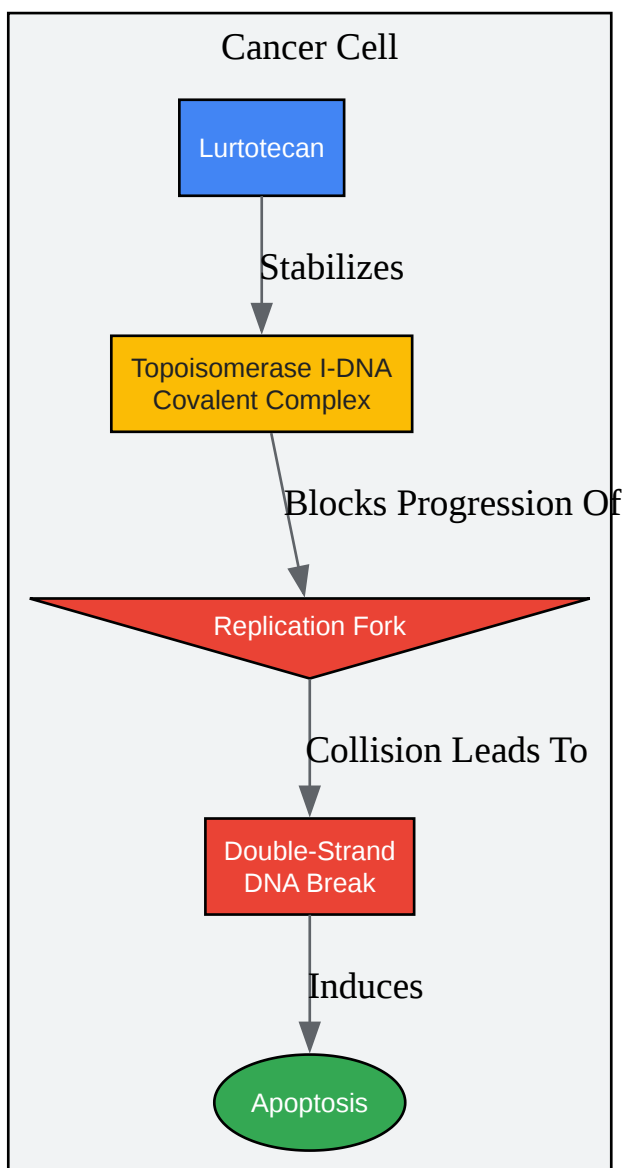 Cancer Cell
Lurtotecan
Stabilizes
Topoisomerase I-DNA
Covalent Complex
Blocks Progression Of
Replication Fork
Collision Leads To
Double-Strand
DNA Break
Induces
Apoptosis